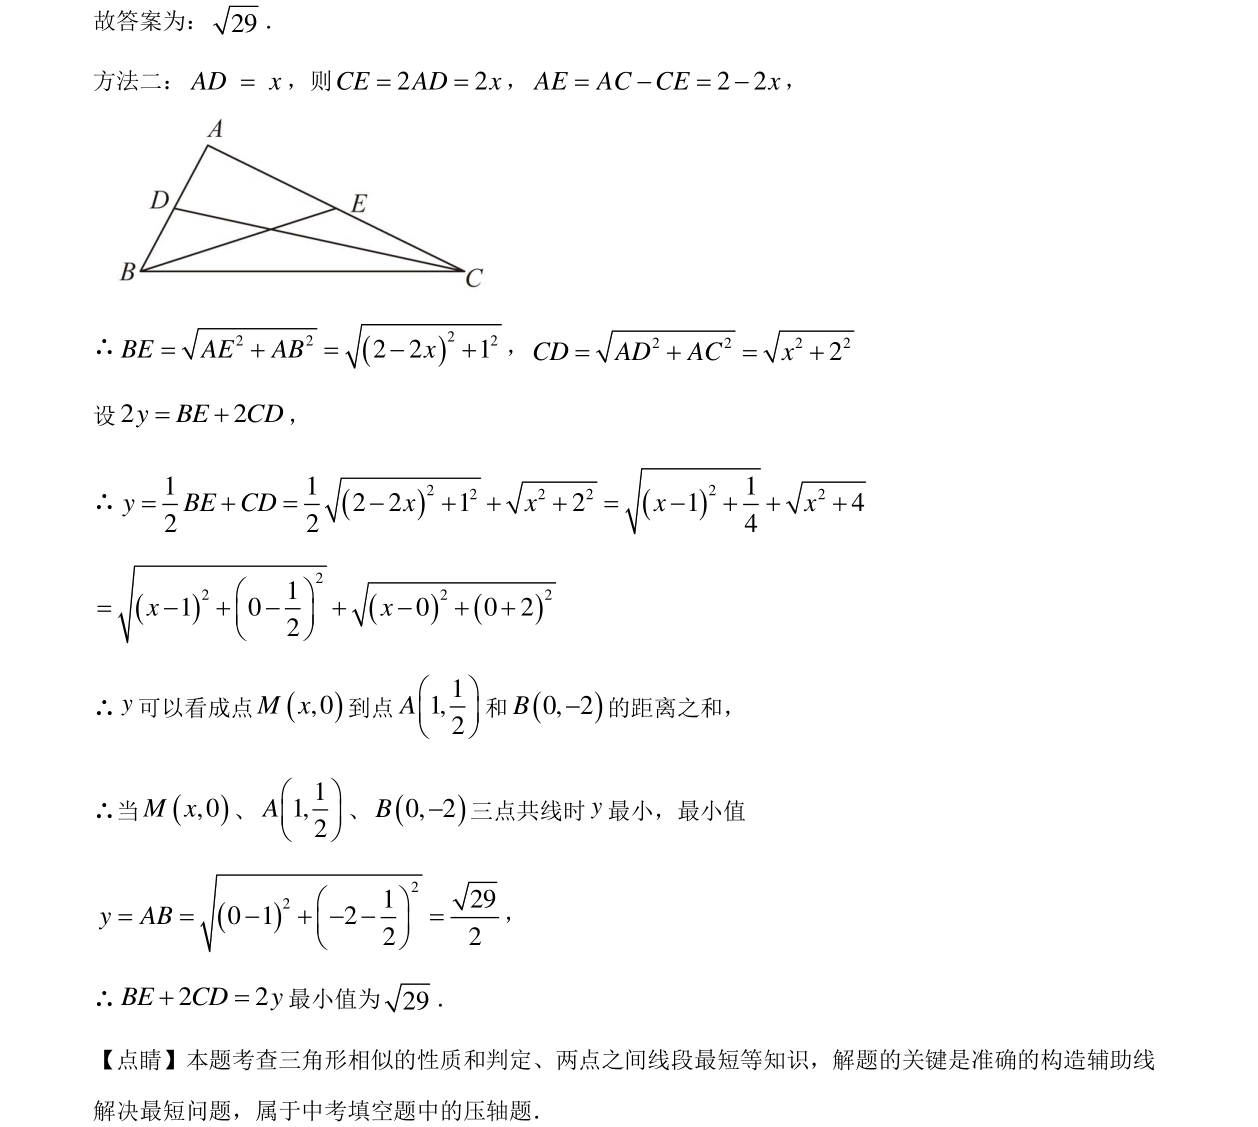 故答案为：√29．
方法二：AD = x，则CE=2AD=2x，AE=AC−CE=2−2x，
A
D
E
B
C
∴BE=√(AE²+AB²)=√((2−2x)²+1²)，CD=√(AD²+AC²)=√(x²+2²)
设2y=BE+2CD，
∴y=1/2BE+CD=1/2√((2−2x)²+1²)+√(x²+2²)=√((x−1)²+1/4)+√(x²+4)
=√((x−1)²+(0−1/2)²)+√((x−0)²+(0+2)²)
∴y可以看成点M(x,0)到点A(1,1/2)和B(0,−2)的距离之和，
∴当M(x,0)、A(1,1/2)、B(0,−2)三点共线时y最小，最小值
y=AB=√((0−1)²+(−2−1/2)²)=√29/2，
∴BE+2CD=2y最小值为√29．
【点睛】本题考查三角形相似的性质和判定、两点之间线段最短等知识，解题的关键是准确的构造辅助线
解决最短问题，属于中考填空题中的压轴题．